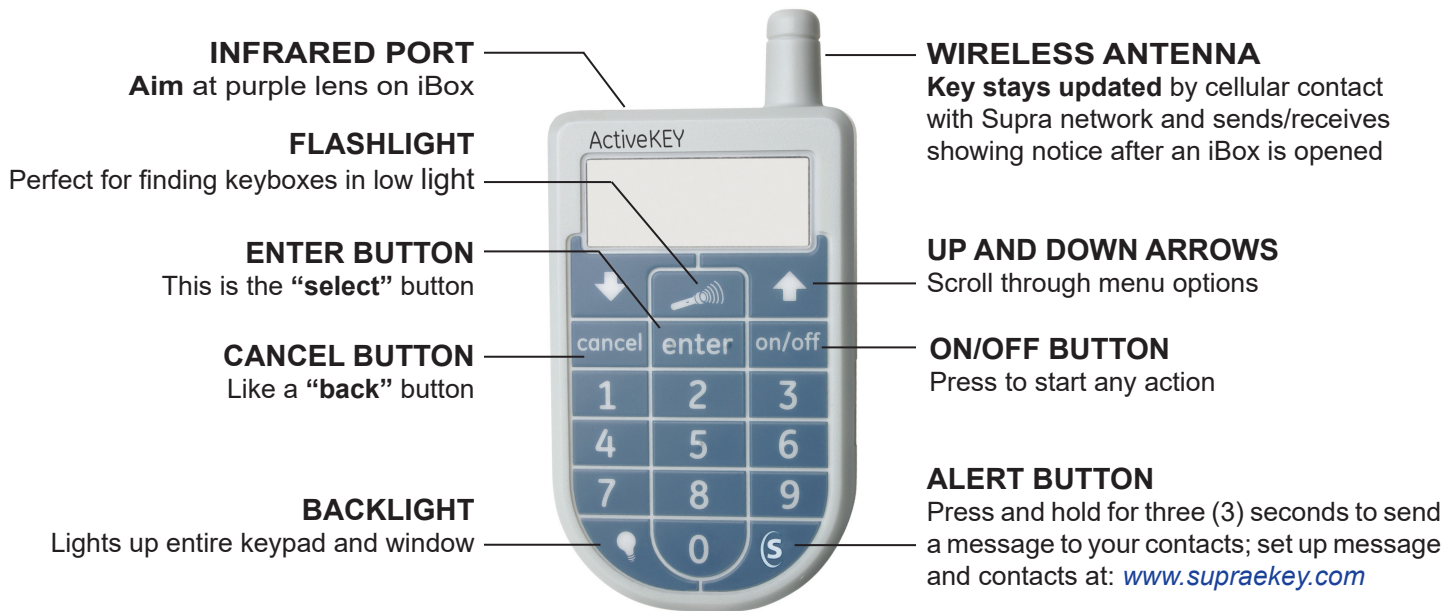 INFRARED PORT
Aim at purple lens on iBox
FLASHLIGHT
Perfect for finding keyboxes in low light
ENTER BUTTON
This is the “select” button
CANCEL BUTTON
Like a “back” button
BACKLIGHT
Lights up entire keypad and window
ActiveKEY
cancel enter on/off
1 2 3
4 5 6
7 8 9
0 S
WIRELESS ANTENNA
Key stays updated by cellular contact
with Supra network and sends/receives
showing notice after an iBox is opened
UP AND DOWN ARROWS
Scroll through menu options
ON/OFF BUTTON
Press to start any action
ALERT BUTTON
Press and hold for three (3) seconds to send
a message to your contacts; set up message
and contacts at: www.supraekey.com